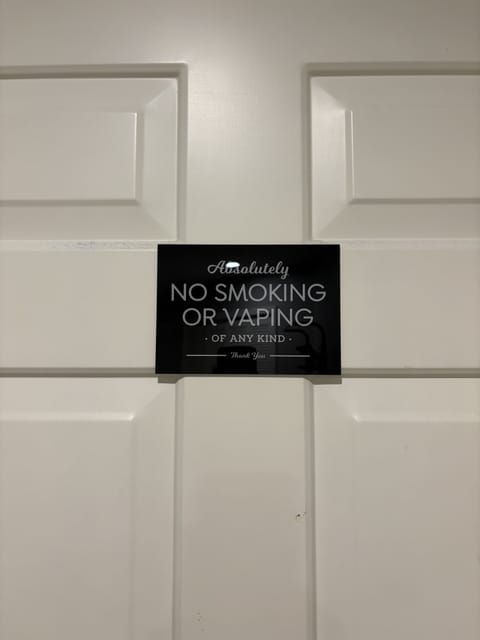 Absolutely
NO SMOKING
OR VAPING
· OF ANY KIND ·
Thank You